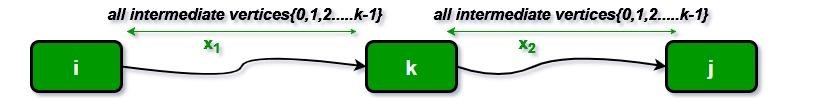 all intermediate vertices{0,1,2.....k-1} all intermediate vertices{0,1,2.....k-1}
x1 x2
i k j